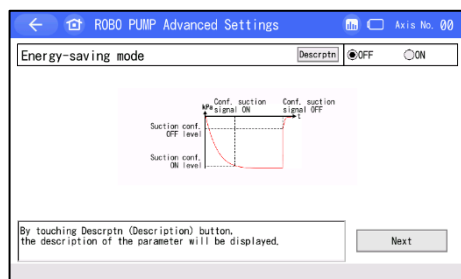 ROBO PUMP Advanced Settings
Axis No. 00
Energy-saving mode
Descrptn
OFF
ON
kPa
Conf. suction
signal ON
Conf. suction
signal OFF
t
Suction conf.
OFF level
Suction conf.
ON level
By touching Descrptn (Description) button,
the description of the parameter will be displayed.
Next